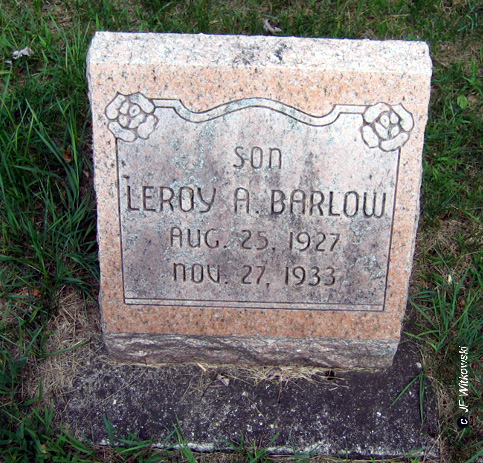 SON
LEROY A. BARLOW
AUG. 25, 1927
NOV. 27, 1933
c JF Witkowski